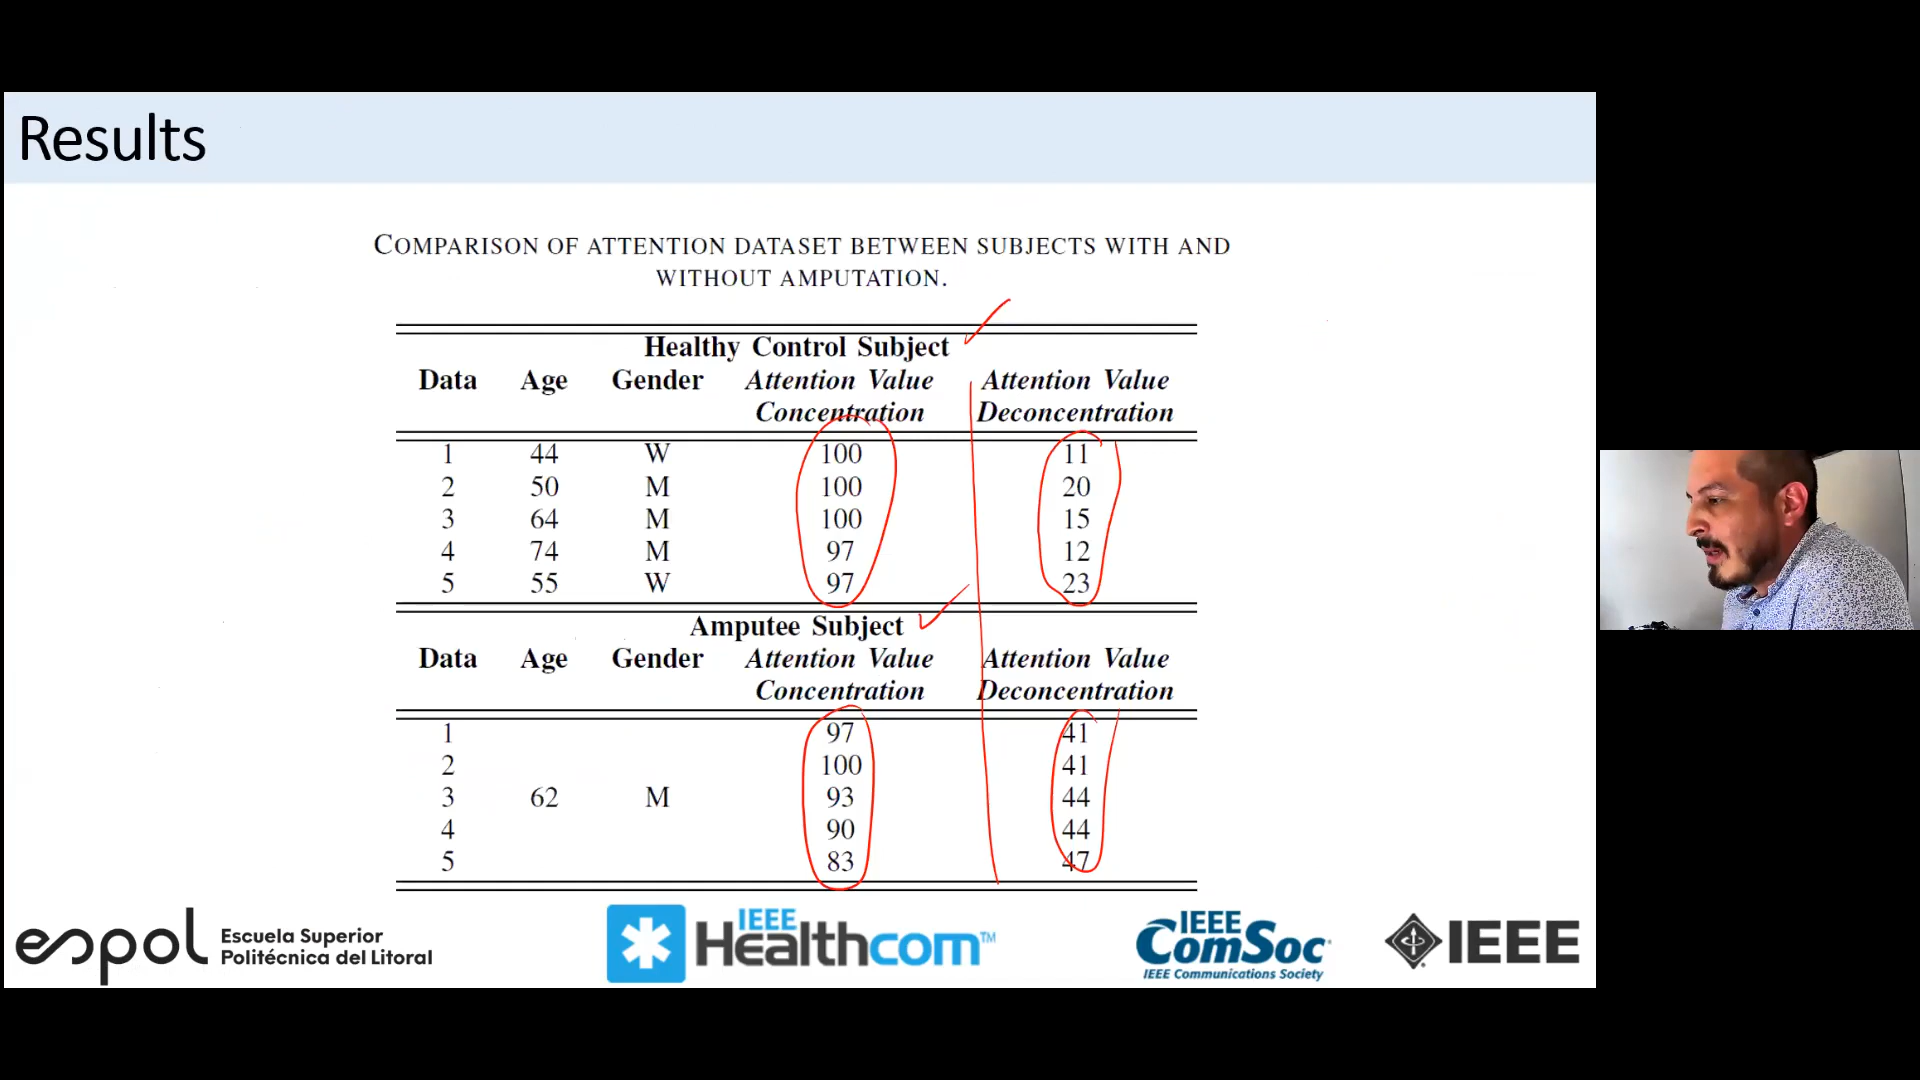 Results
COMPARISON OF ATTENTION DATASET BETWEEN SUBJECTS WITH AND
WITHOUT AMPUTATION.
Healthy Control Subject
Data Age Gender Attention Value Attention Value
Concentration Deconcentration
1 44 W 100 11
2 50 M 100 20
3 64 M 100 15
4 74 M 97 12
5 55 W 97 23
Amputee Subject
Data Age Gender Attention Value Attention Value
Concentration Deconcentration
1 97 41
2 100 41
3 62 M 93 44
4 90 44
5 83 47
espol Escuela Superior
Politécnica del Litoral
IEEE
Healthcom™
IEEE
ComSoc®
IEEE Communications Society
IEEE